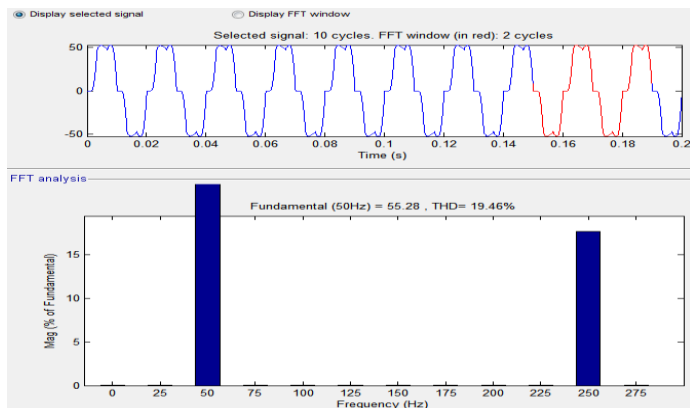 Display selected signal Display FFT window
Selected signal: 10 cycles. FFT window (in red): 2 cycles
50
0
-50
0 0.02 0.04 0.06 0.08 0.1 0.12 0.14 0.16 0.18 0.2
Time (s)
FFT analysis
Fundamental (50Hz) = 55.28 , THD= 19.46%
Mag (% of Fundamental)
15
10
5
0
0 25 50 75 100 125 150 175 200 225 250 275
Frequency (Hz)